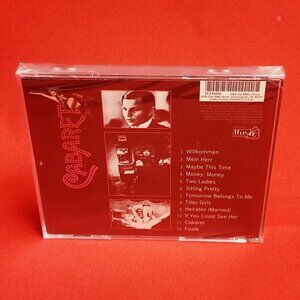 CABARET
1. Willkommen
2. Mein Herr
3. Maybe This Time
4. Money, Money
5. Two Ladies
6. Sitting Pretty
7. Tomorrow Belongs To Me
8. Tiller Girls
9. Heiraten (Married)
10. If You Could See Her
11. Cabaret
12. Finale